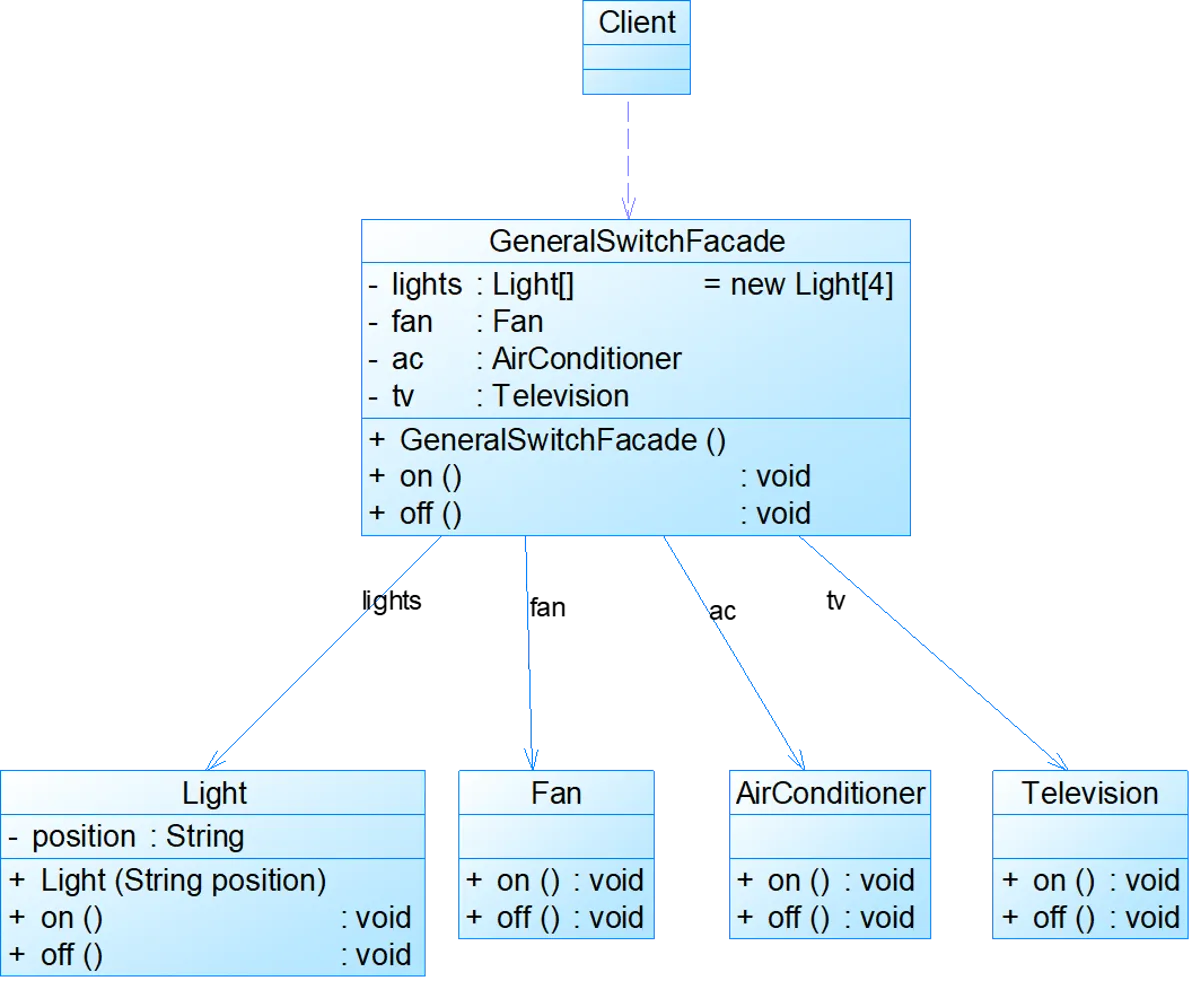 Client
GeneralSwitchFacade
- lights : Light[] = new Light[4]
- fan : Fan
- ac : AirConditioner
- tv : Television
+ GeneralSwitchFacade ()
+ on () : void
+ off () : void
lights
fan
ac
tv
Light
- position : String
+ Light (String position)
+ on () : void
+ off () : void
Fan
+ on () : void
+ off () : void
AirConditioner
+ on () : void
+ off () : void
Television
+ on () : void
+ off () : void